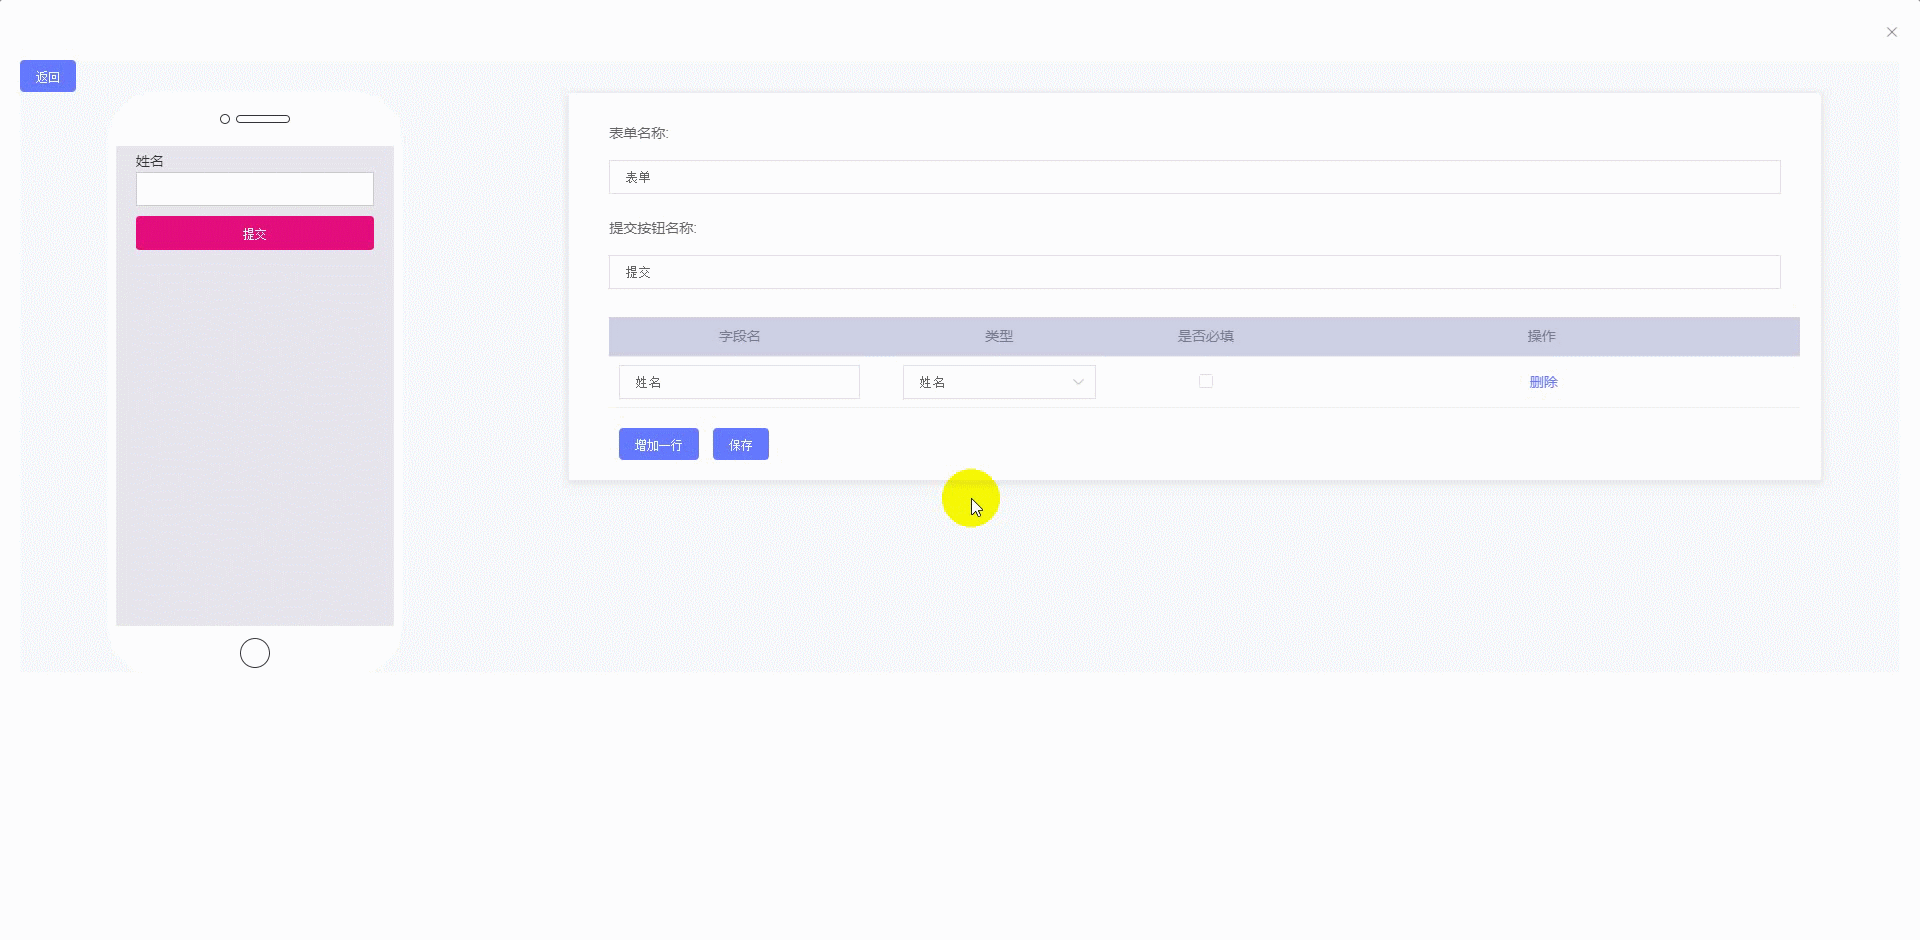 返回
姓名
提交
表单名称:
表单
提交按钮名称:
提交
字段名 类型 是否必填 操作
姓名 姓名 删除
增加一行 保存